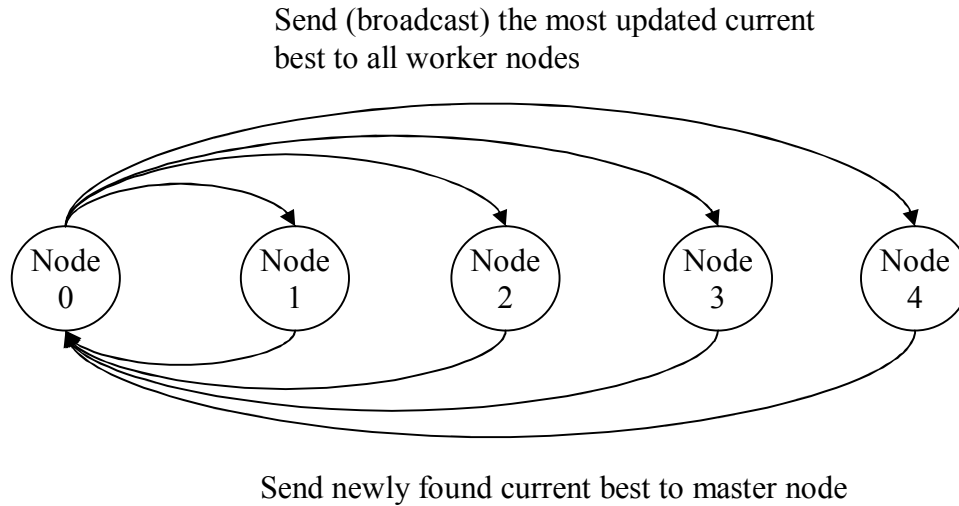 Send (broadcast) the most updated current
best to all worker nodes
Node
0
Node
1
Node
2
Node
3
Node
4
Send newly found current best to master node